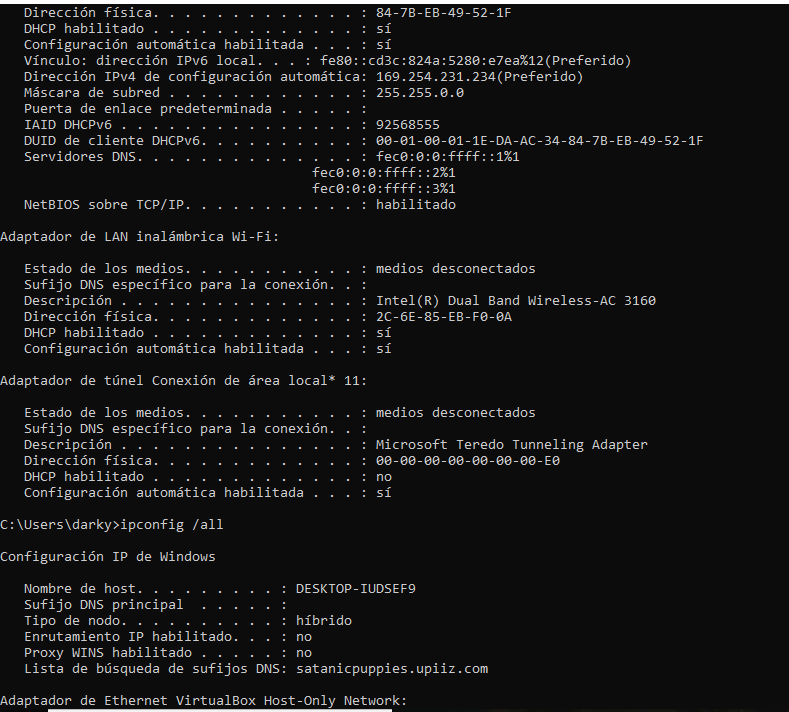 Dirección física. . . . . . . . . . . . . : 84-7B-EB-49-52-1F
DHCP habilitado . . . . . . . . . . . . . : sí
Configuración automática habilitada . . . : sí
Vínculo: dirección IPv6 local. . . : fe80::cd3c:824a:5280:e7ea%12(Preferido)
Dirección IPv4 de configuración automática: 169.254.231.234(Preferido)
Máscara de subred . . . . . . . . . . . . : 255.255.0.0
Puerta de enlace predeterminada . . . . . :
IAID DHCPv6 . . . . . . . . . . . . . . . : 92568555
DUID de cliente DHCPv6. . . . . . . . . . : 00-01-00-01-1E-DA-AC-34-84-7B-EB-49-52-1F
Servidores DNS. . . . . . . . . . . . . . : fec0:0:0:ffff::1%1
fec0:0:0:ffff::2%1
fec0:0:0:ffff::3%1
NetBIOS sobre TCP/IP. . . . . . . . . . . : habilitado
Adaptador de LAN inalámbrica Wi-Fi:
Estado de los medios. . . . . . . . . . . : medios desconectados
Sufijo DNS específico para la conexión. . :
Descripción . . . . . . . . . . . . . . . : Intel(R) Dual Band Wireless-AC 3160
Dirección física. . . . . . . . . . . . . : 2C-6E-85-EB-F0-0A
DHCP habilitado . . . . . . . . . . . . . : sí
Configuración automática habilitada . . . : sí
Adaptador de túnel Conexión de área local* 11:
Estado de los medios. . . . . . . . . . . : medios desconectados
Sufijo DNS específico para la conexión. . :
Descripción . . . . . . . . . . . . . . . : Microsoft Teredo Tunneling Adapter
Dirección física. . . . . . . . . . . . . : 00-00-00-00-00-00-00-E0
DHCP habilitado . . . . . . . . . . . . . : no
Configuración automática habilitada . . . : sí
C:\Users\darky>ipconfig /all
Configuración IP de Windows
Nombre de host. . . . . . . . . : DESKTOP-IUDSEF9
Sufijo DNS principal  . . . . . :
Tipo de nodo. . . . . . . . . . : híbrido
Enrutamiento IP habilitado. . . : no
Proxy WINS habilitado . . . . . : no
Lista de búsqueda de sufijos DNS: satanicpuppies.upiiz.com
Adaptador de Ethernet VirtualBox Host-Only Network: